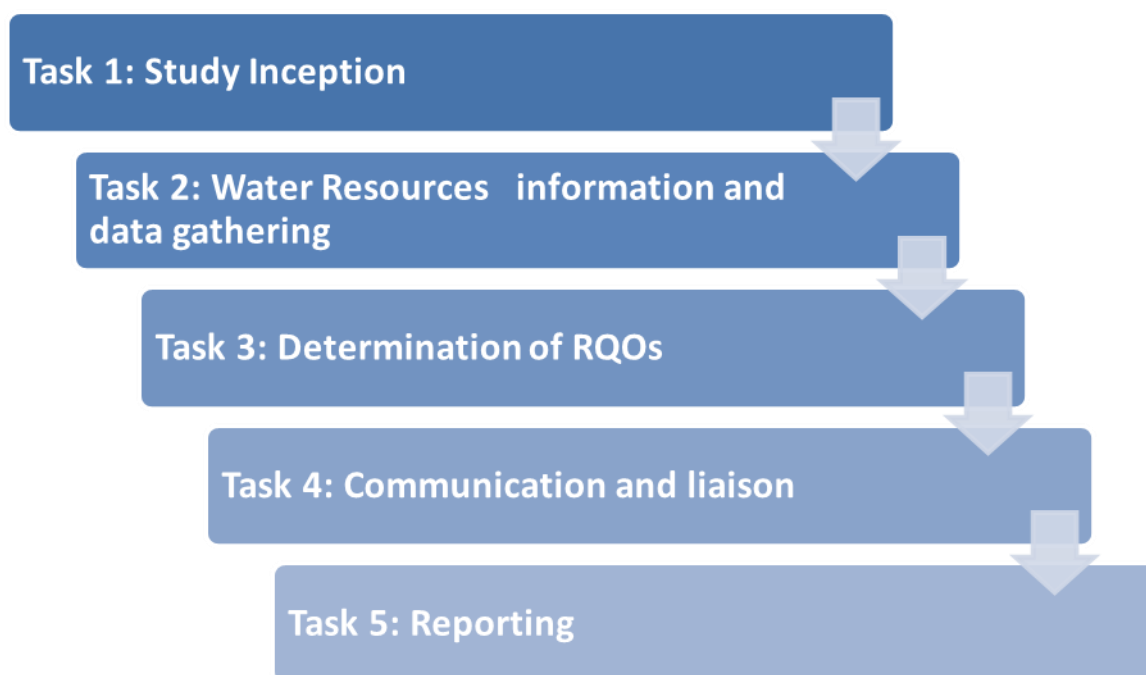 Task 1: Study Inception
Task 2: Water Resources information and
data gathering
Task 3: Determination of RQOs
Task 4: Communication and liaison
Task 5: Reporting